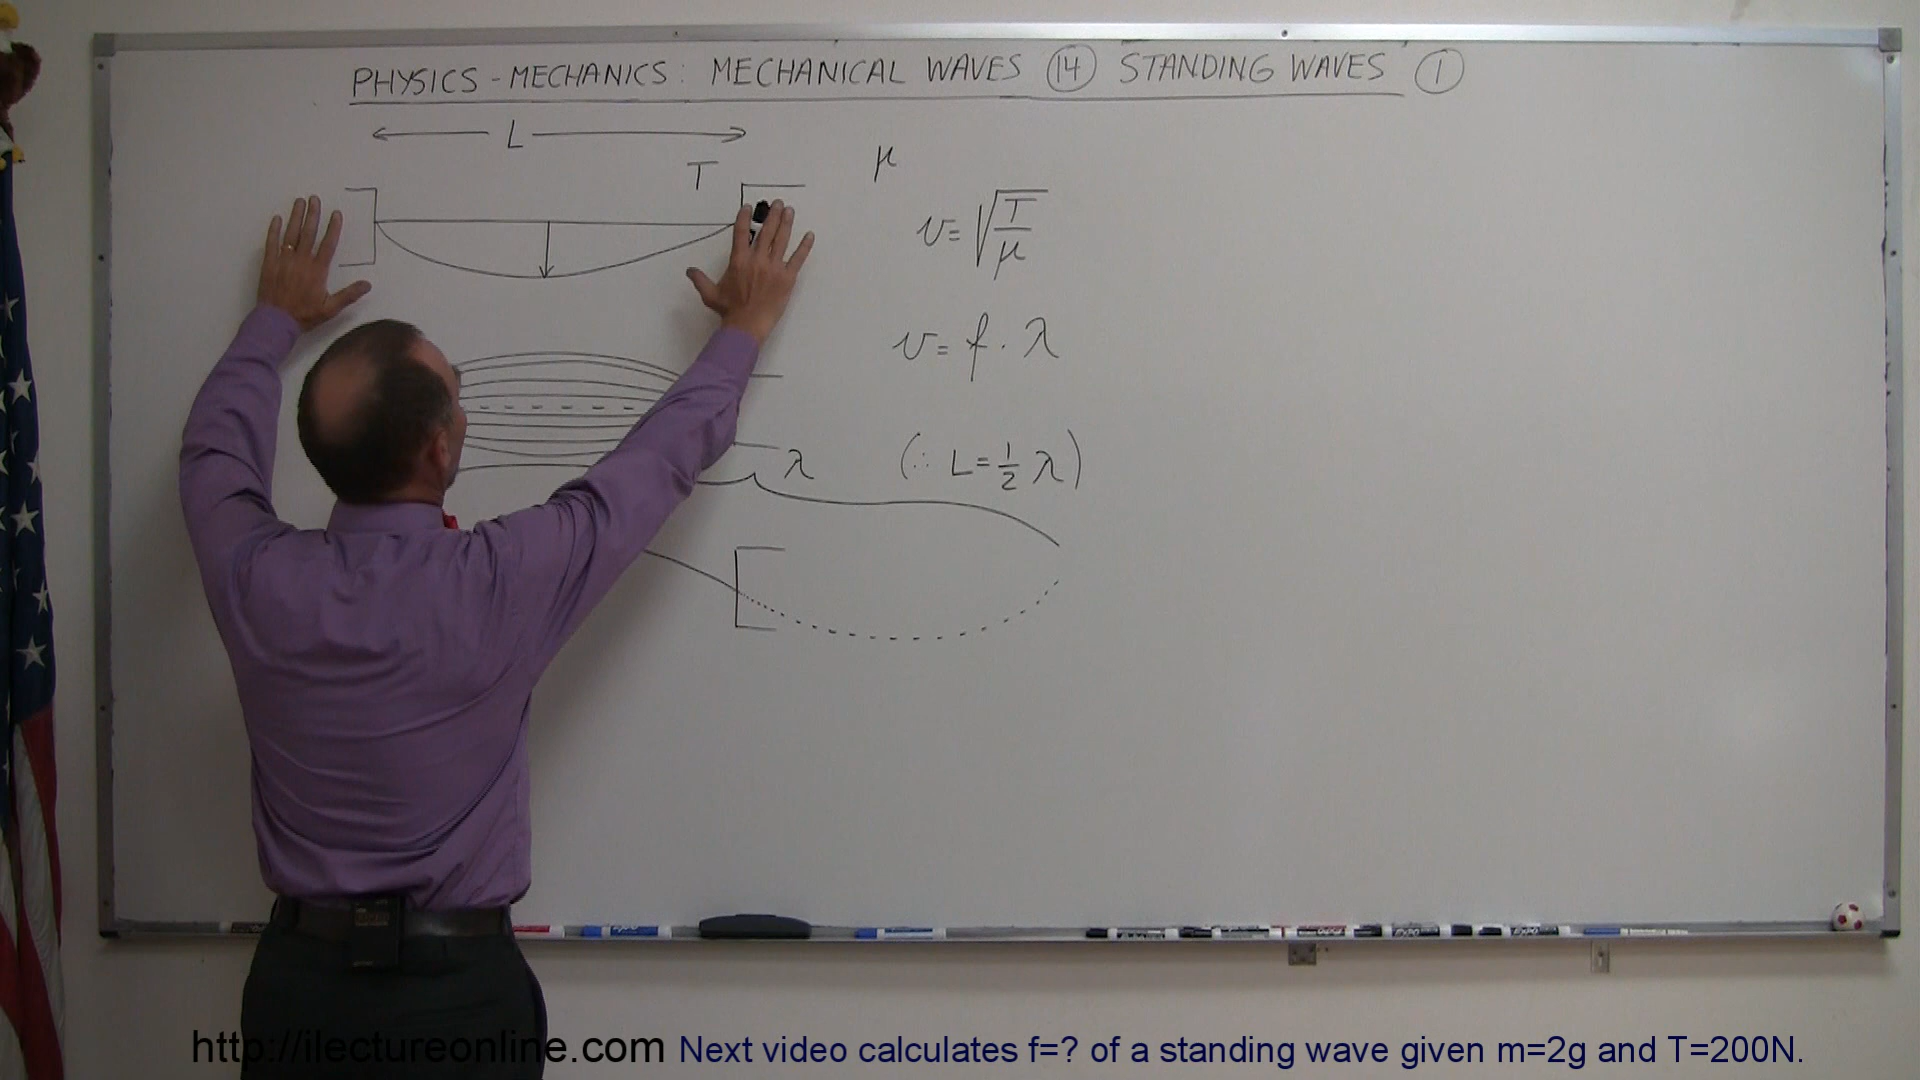 PHYSICS - MECHANICS: MECHANICAL WAVES 14 STANDING WAVES 1
L
T
μ
v = √(T/μ)
v = f · λ
λ (∴ L = 1/2 λ)
http://ilectureonline.com Next video calculates f=? of a standing wave given m=2g and T=200N.